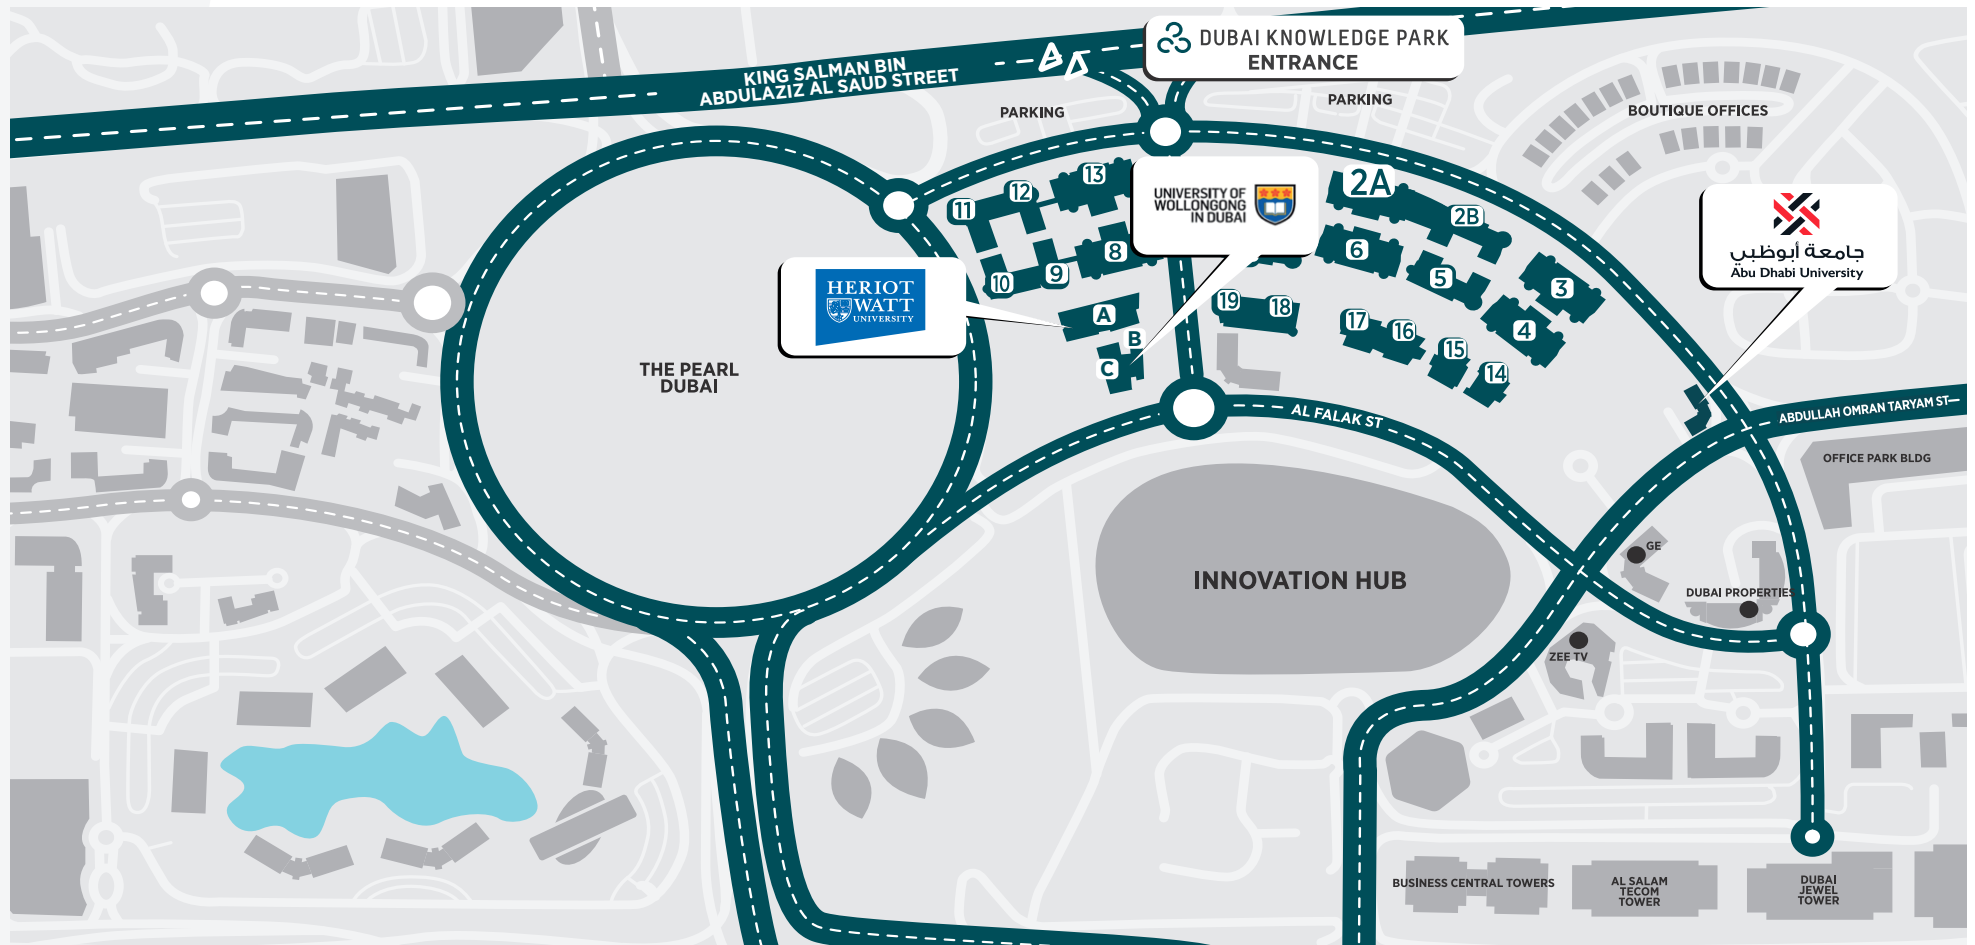 DUBAI KNOWLEDGE PARK
ENTRANCE
KING SALMAN BIN
ABDULAZIZ AL SAUD STREET
PARKING
PARKING
BOUTIQUE OFFICES
UNIVERSITY OF
WOLLONGONG
IN DUBAI
جامعة أبوظبي
Abu Dhabi University
HERIOT
WATT
UNIVERSITY
13
12
11
10
9
8
2A
2B
6
5
3
4
A
B
C
19
18
17
16
15
14
THE PEARL
DUBAI
AL FALAK ST
ABDULLAH OMRAN TARYAM ST
OFFICE PARK BLDG
INNOVATION HUB
GE
DUBAI PROPERTIES
ZEE TV
BUSINESS CENTRAL TOWERS
AL SALAM
TECOM
TOWER
DUBAI
JEWEL
TOWER